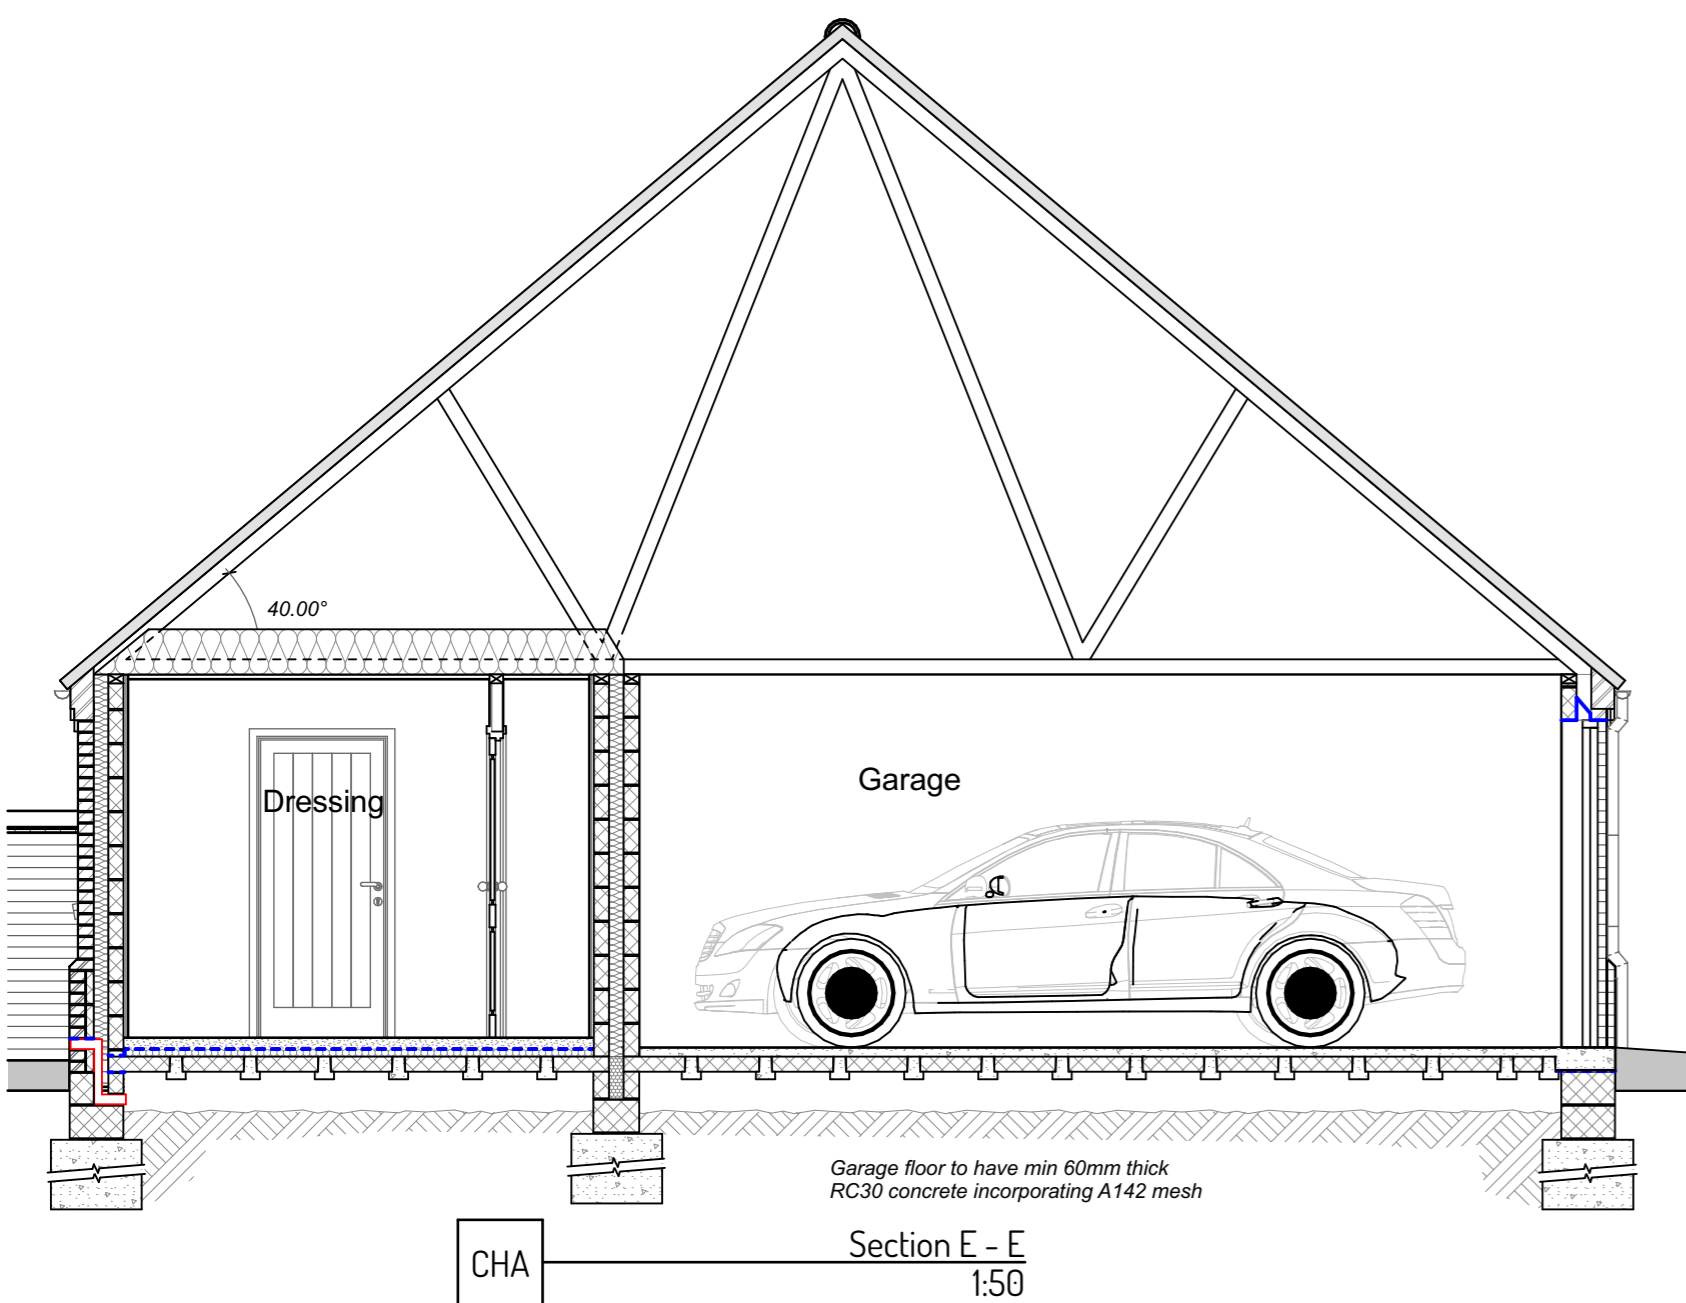 40.00°
Garage
Dressing
Garage floor to have min 60mm thick
RC30 concrete incorporating A142 mesh
CHA
Section E - E
1:50